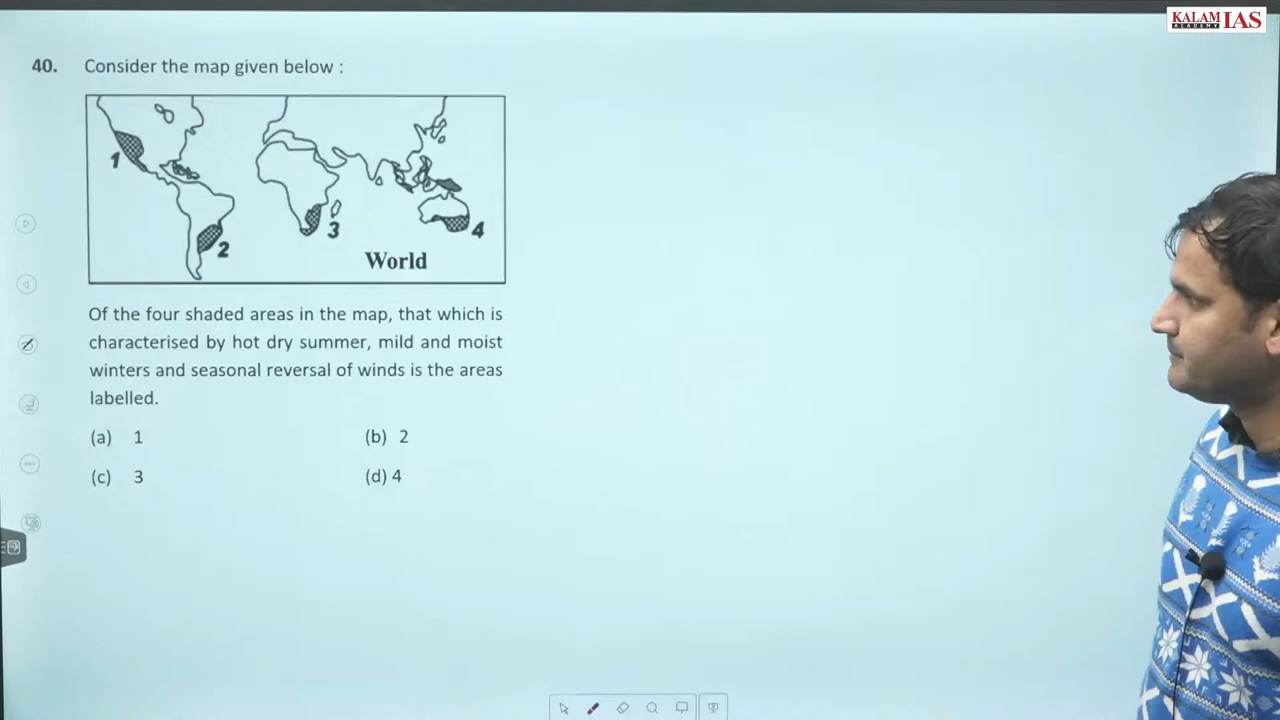 KALAM IAS
ACADEMY
40. Consider the map given below :
1
2
3
4
World
Of the four shaded areas in the map, that which is
characterised by hot dry summer, mild and moist
winters and seasonal reversal of winds is the areas
labelled.
(a) 1 (b) 2
(c) 3 (d) 4